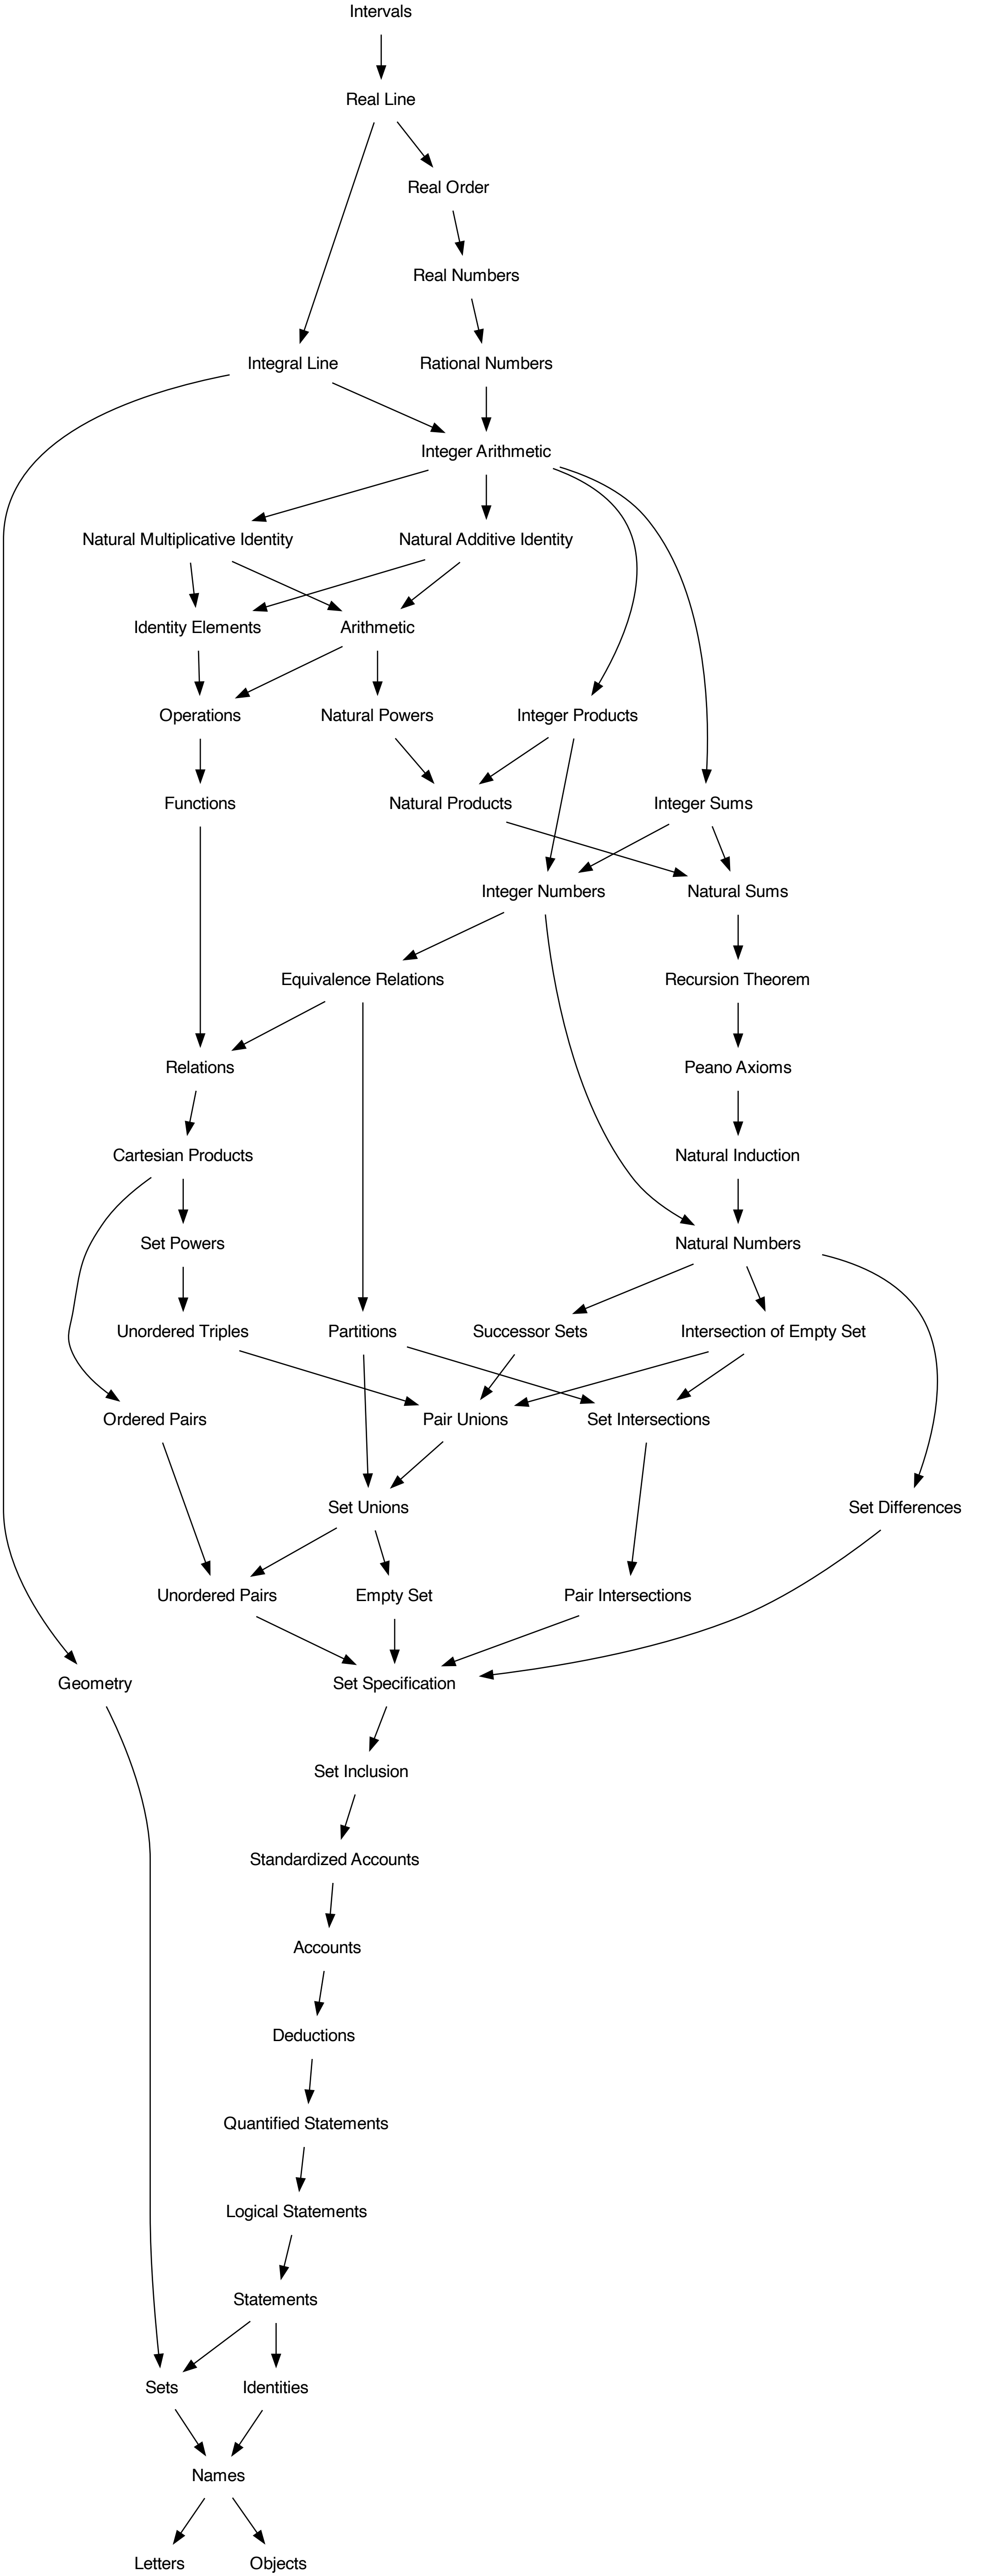 Intervals
Real Line
Real Order
Real Numbers
Integral Line
Rational Numbers
Integer Arithmetic
Natural Multiplicative Identity
Natural Additive Identity
Identity Elements
Arithmetic
Operations
Natural Powers
Integer Products
Functions
Natural Products
Integer Sums
Integer Numbers
Natural Sums
Equivalence Relations
Recursion Theorem
Relations
Peano Axioms
Cartesian Products
Natural Induction
Set Powers
Natural Numbers
Unordered Triples
Partitions
Successor Sets
Intersection of Empty Set
Ordered Pairs
Pair Unions
Set Intersections
Set Unions
Set Differences
Unordered Pairs
Empty Set
Pair Intersections
Geometry
Set Specification
Set Inclusion
Standardized Accounts
Accounts
Deductions
Quantified Statements
Logical Statements
Statements
Sets
Identities
Names
Letters
Objects